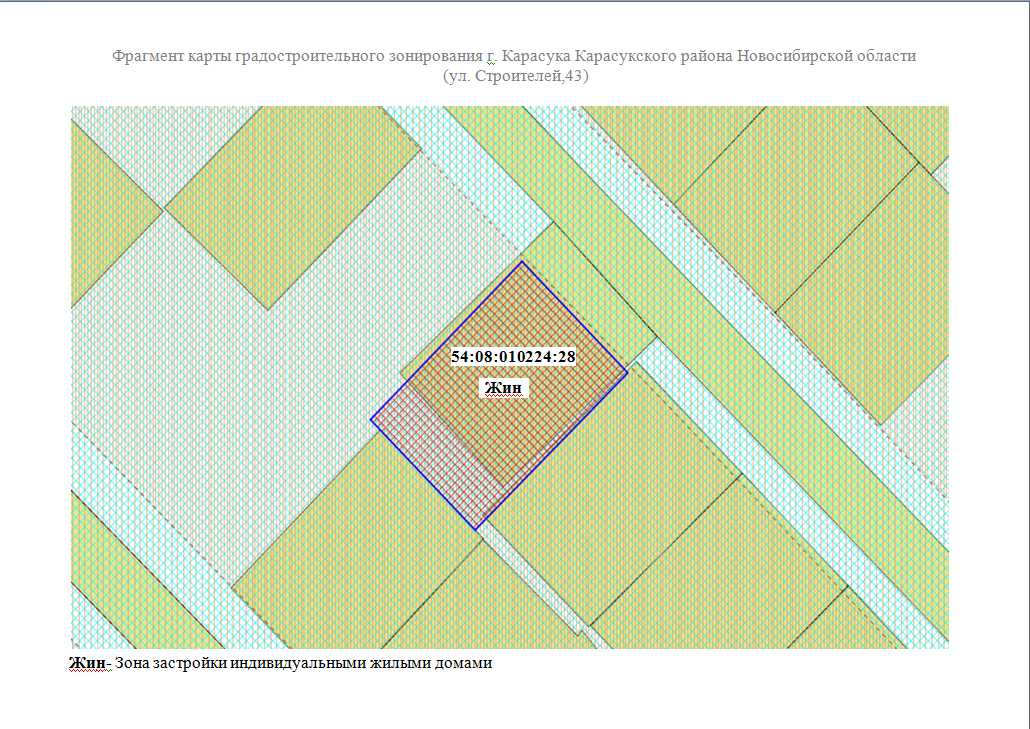 Фрагмент карты градостроительного зонирования г. Карасука Карасукского района Новосибирской области
(ул. Строителей,43)
54:08:010224:28
Жин
Жин- Зона застройки индивидуальными жилыми домами